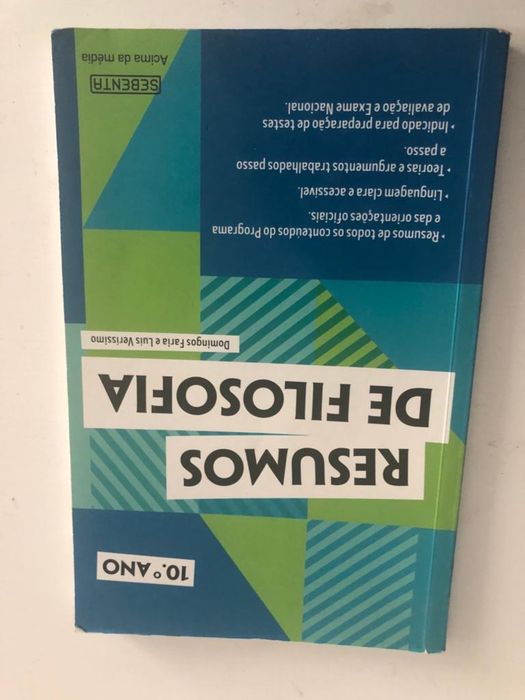 10.º ANO
RESUMOS
DE FILOSOFIA
Domingos Faria e Luís Veríssimo
• Resumos de todos os conteúdos do Programa
e das orientações oficiais.
• Linguagem clara e acessível.
• Teorias e argumentos trabalhados passo
a passo.
• Indicado para preparação de testes
de avaliação e Exame Nacional.
SEBENTA
Acima da média